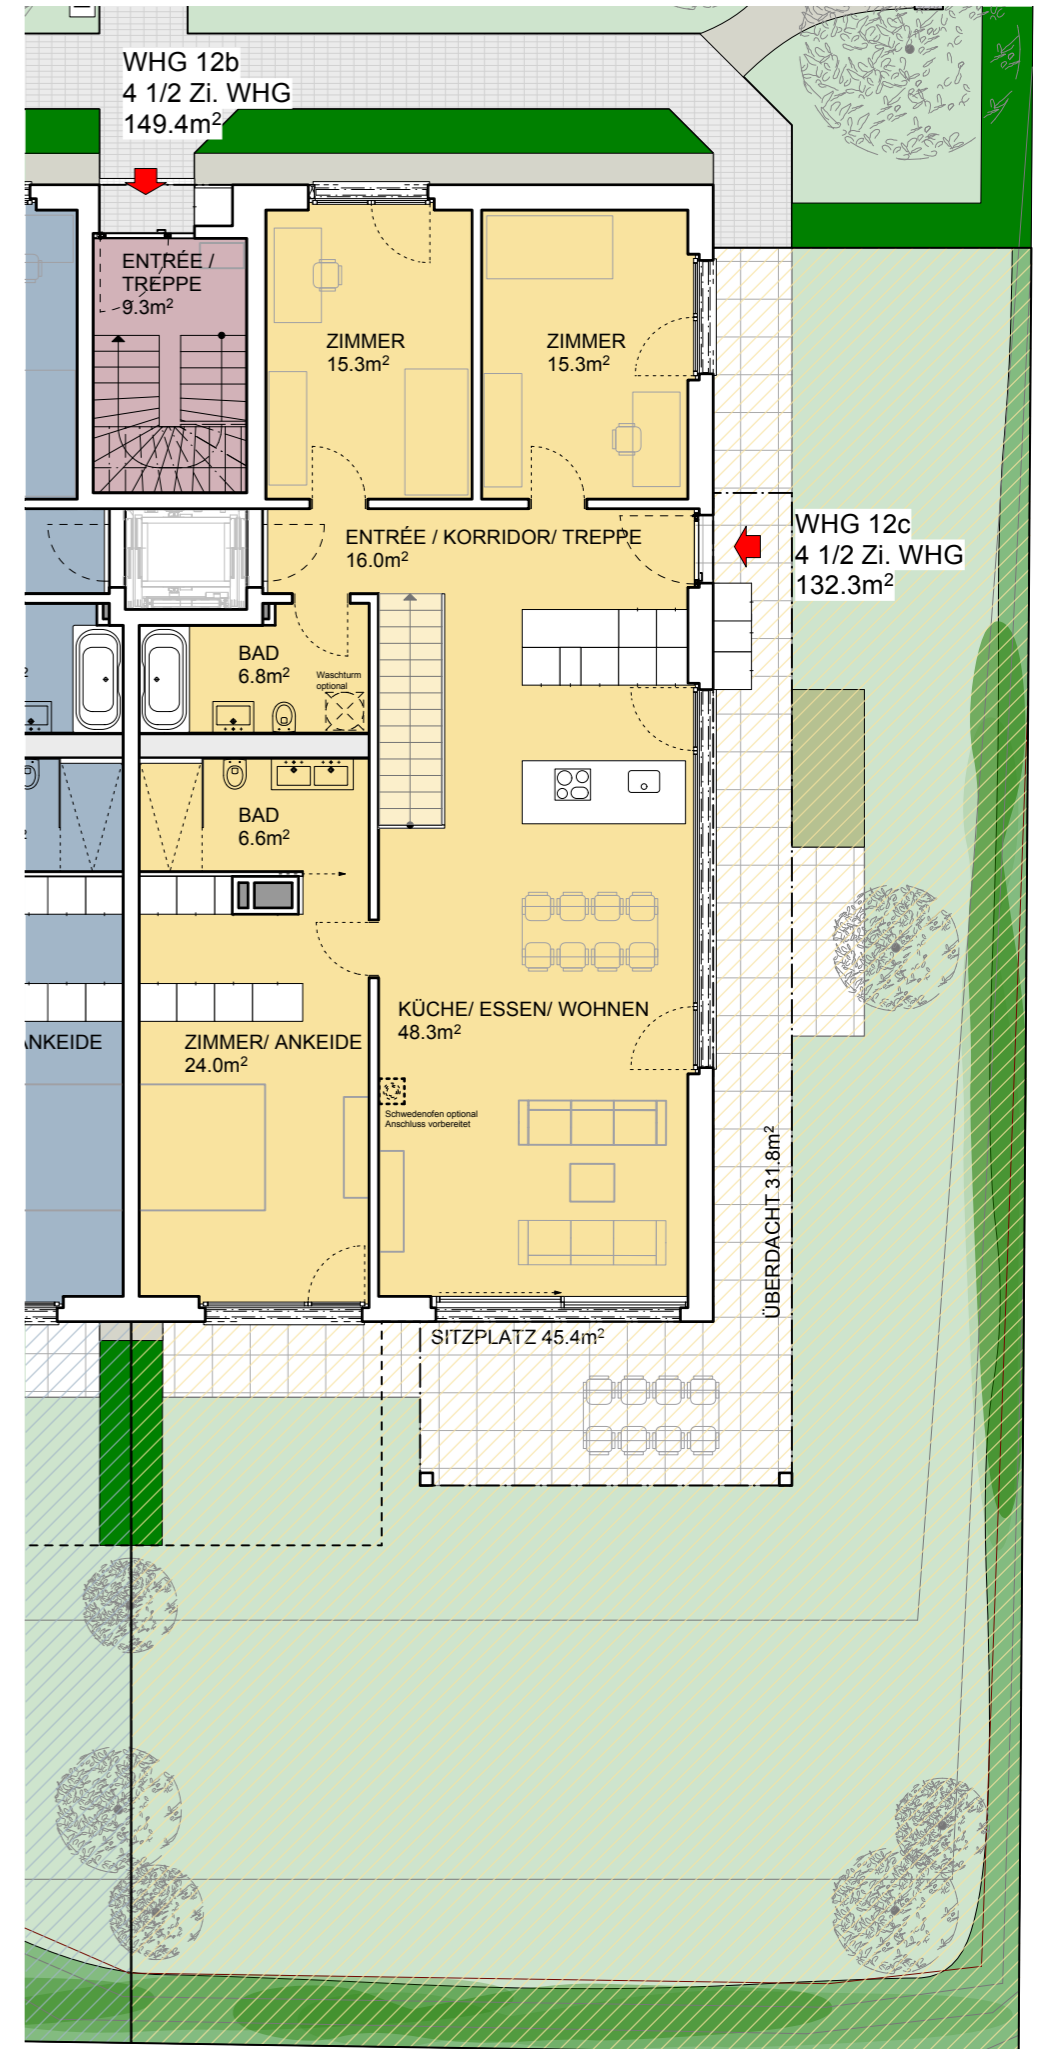 WHG 12b
4 1/2 Zi. WHG
149.4m²
ENTRÉE /
TREPPE
9.3m²
ZIMMER
15.3m²
ZIMMER
15.3m²
ENTRÉE / KORRIDOR/ TREPPE
16.0m²
WHG 12c
4 1/2 Zi. WHG
132.3m²
BAD
6.8m²
Waschturm
optional
BAD
6.6m²
KÜCHE/ ESSEN/ WOHNEN
48.3m²
ANKEIDE
ZIMMER/ ANKEIDE
24.0m²
Schwedenofen optional
Anschluss vorbereitet
ÜBERDACHT 31.8m²
SITZPLATZ 45.4m²